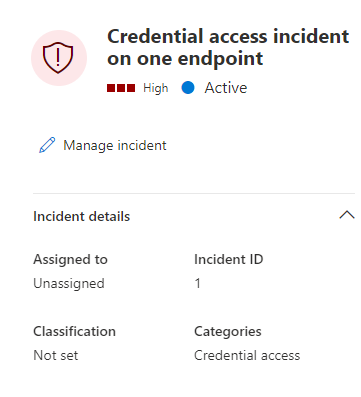 Credential access incident
on one endpoint
High Active
Manage incident
Incident details
Assigned to Incident ID
Unassigned 1
Classification Categories
Not set Credential access